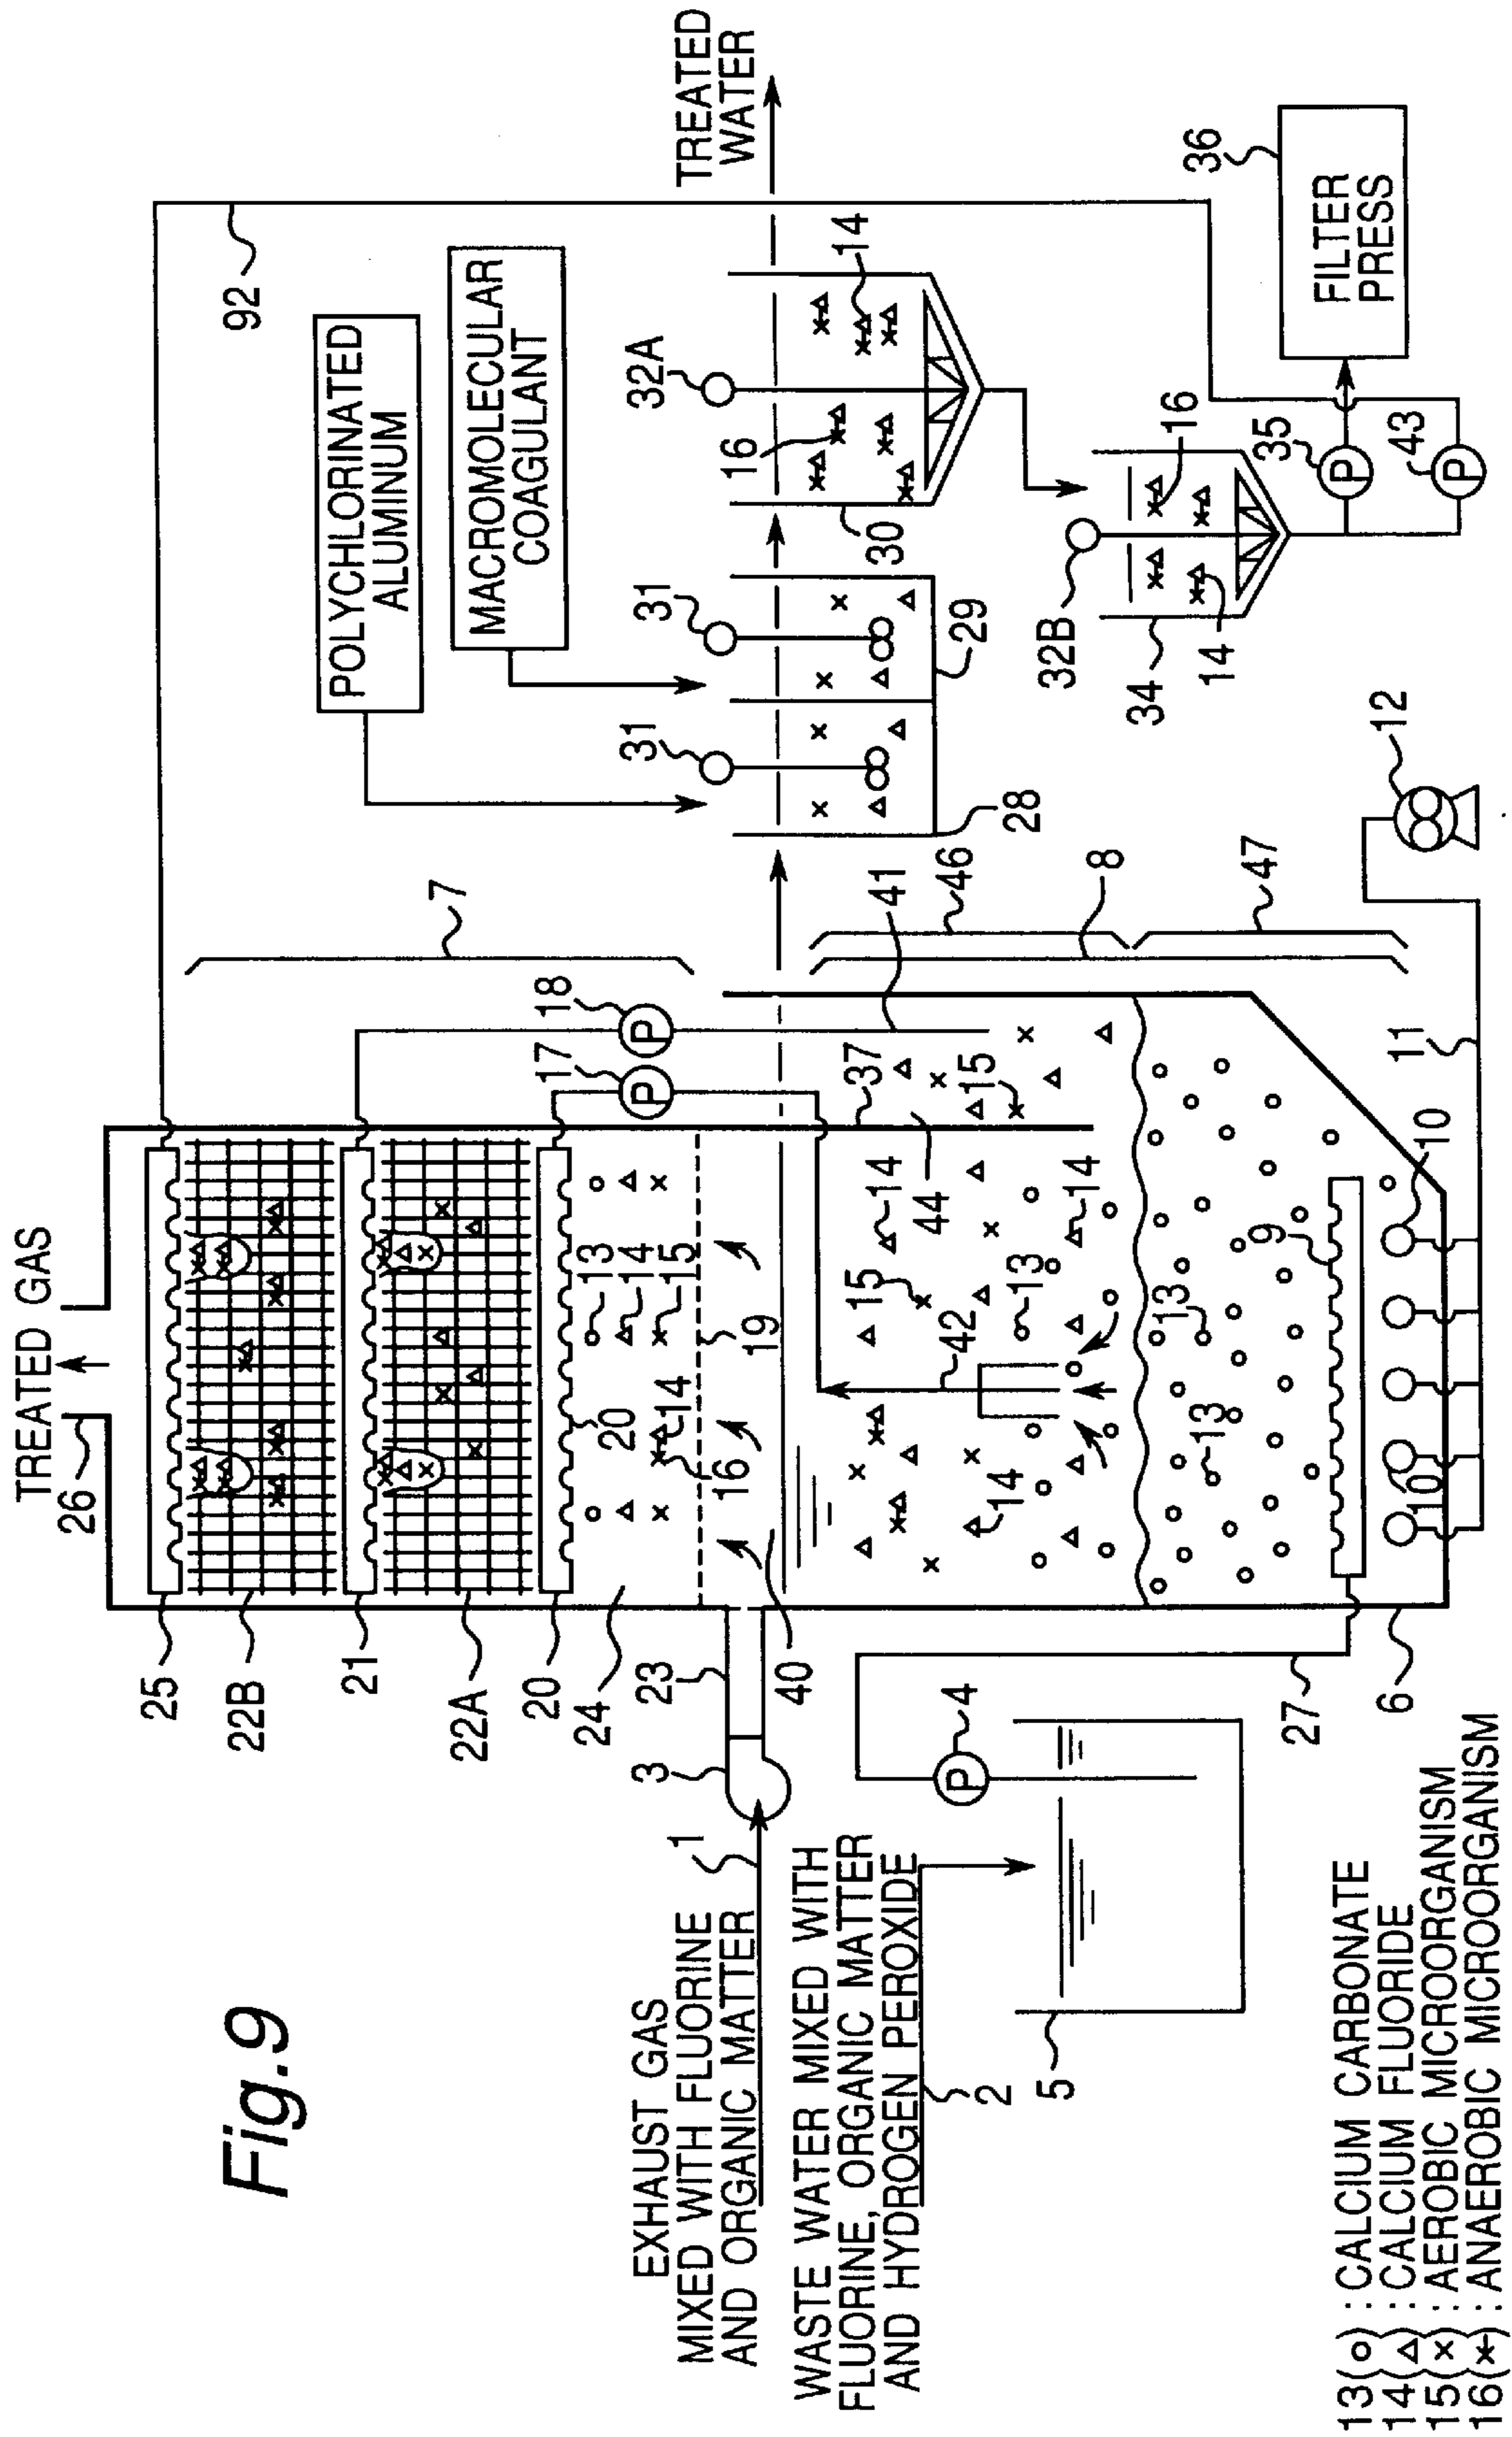 Fig.9
TREATED GAS
26
25
22B
21
22A
20
24
23
3
40
7
18
17
13
14
15
19
20
14
16
92
POLYCHLORINATED
ALUMINUM
MACROMOLECULAR
COAGULANT
TREATED
WATER
31
31
32A
16
14
30
28
29
32B
16
34
14
35
43
P
P
36
FILTER
PRESS
P
P
41
46
8
47
37
15
44
14
14
15
13
42
13
13
14
9
10
10
11
12
EXHAUST GAS
MIXED WITH FLUORINE
AND ORGANIC MATTER
1
WASTE WATER MIXED WITH
FLUORINE, ORGANIC MATTER
AND HYDROGEN PEROXIDE
2
5
P
4
27
6
13(o) : CALCIUM CARBONATE
14(△) : CALCIUM FLUORIDE
15(×) : AEROBIC MICROORGANISM
16(⚹) : ANAEROBIC MICROORGANISM